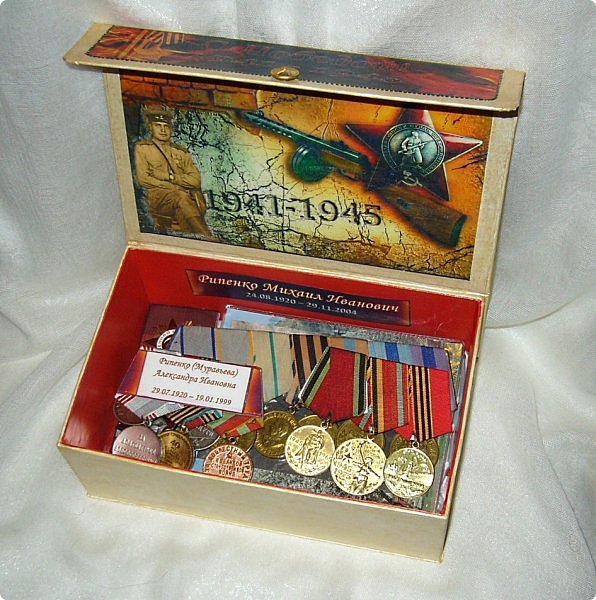 1941-1945
Рипенко Михаил Иванович
24.08.1920 – 29.11.2004
Рипенко (Муравьева)
Александра Ивановна
29.07.1920 – 19.01.1999